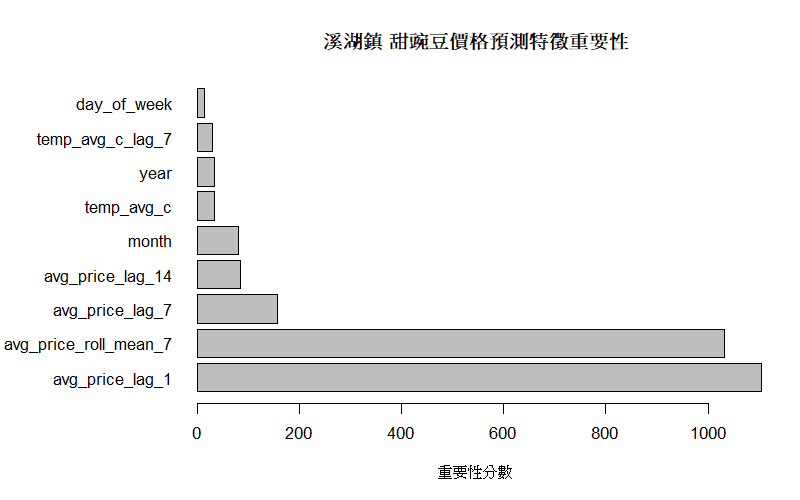 溪湖鎮 甜豌豆價格預測特徵重要性
day_of_week
temp_avg_c_lag_7
year
temp_avg_c
month
avg_price_lag_14
avg_price_lag_7
avg_price_roll_mean_7
avg_price_lag_1
0 200 400 600 800 1000
重要性分數